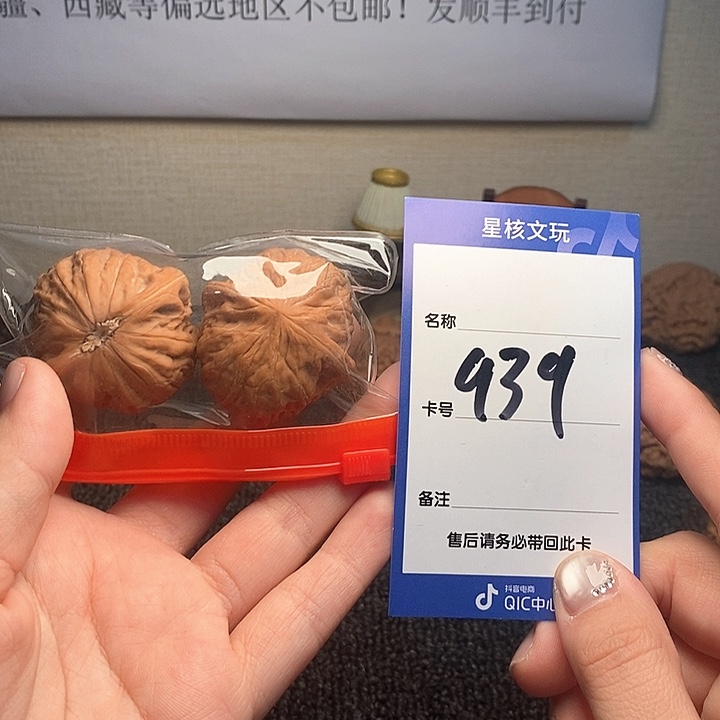 疆、西藏等偏远地区不包邮！发顺丰到付
星核文玩
名称
939
卡号
备注
售后请务必带回此卡
抖音电商
QIC中心